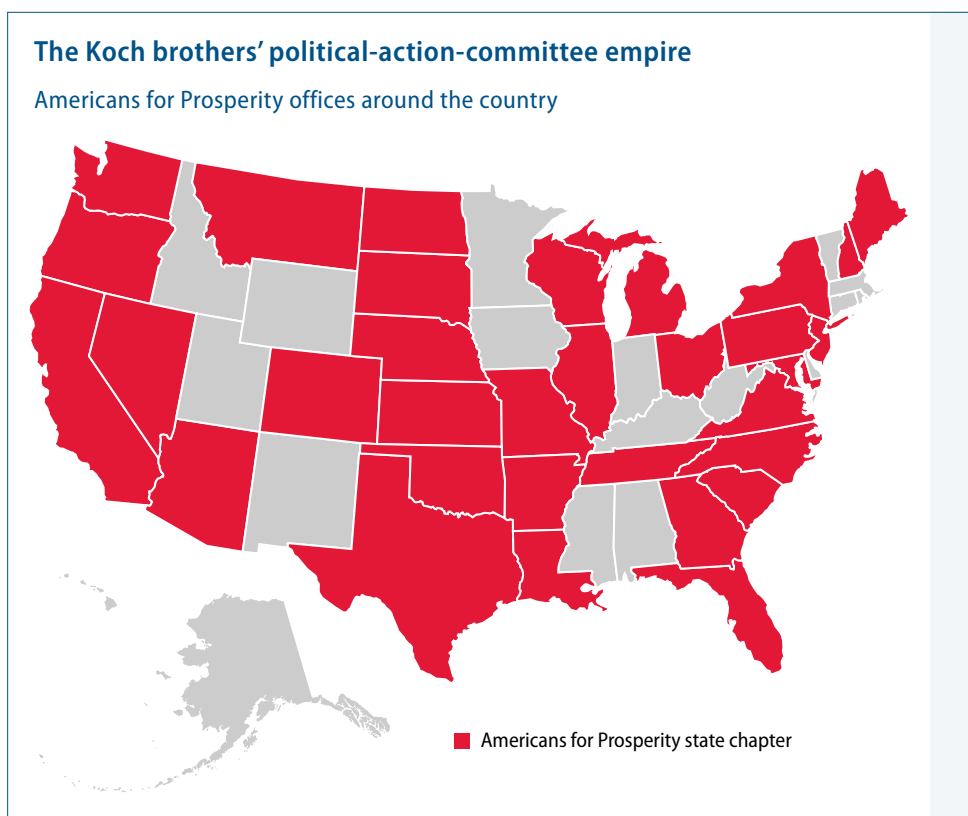 The Koch brothers’ political-action-committee empire
Americans for Prosperity offices around the country
Americans for Prosperity state chapter